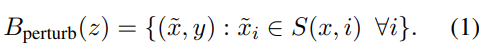 B_perturb(z) = {(x̃, y) : x̃_i ∈ S(x, i) ∀i}. (1)